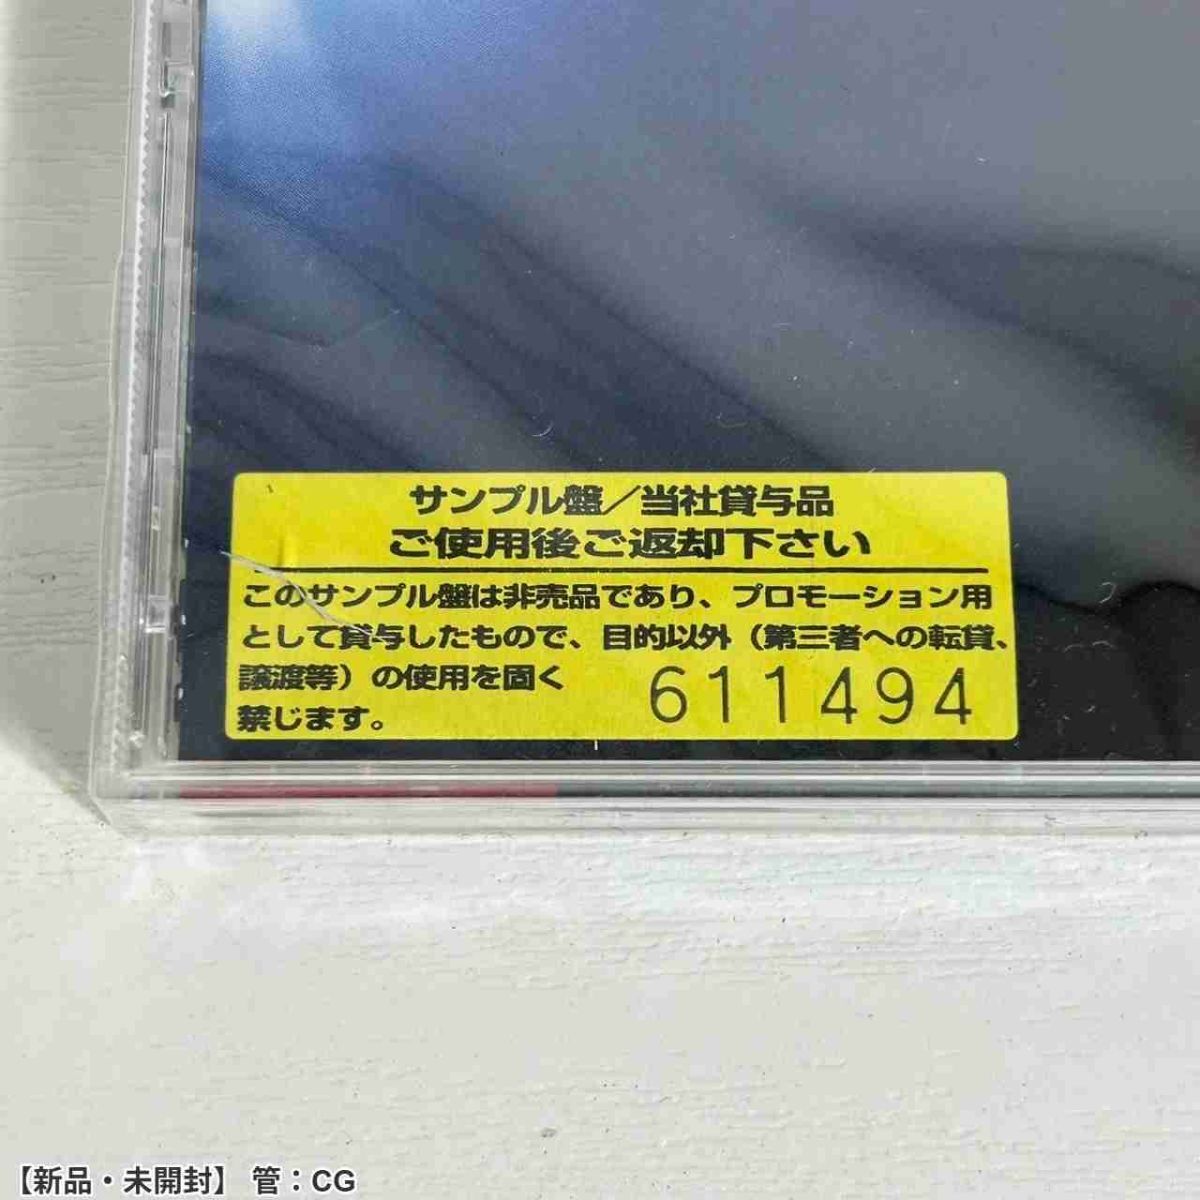 サンプル盤／当社貸与品
ご使用後ご返却下さい
このサンプル盤は非売品であり、プロモーション用
として貸与したもので、目的以外（第三者への転貸、
譲渡等）の使用を固く
禁じます。
611494
【新品・未開封】 管：CG